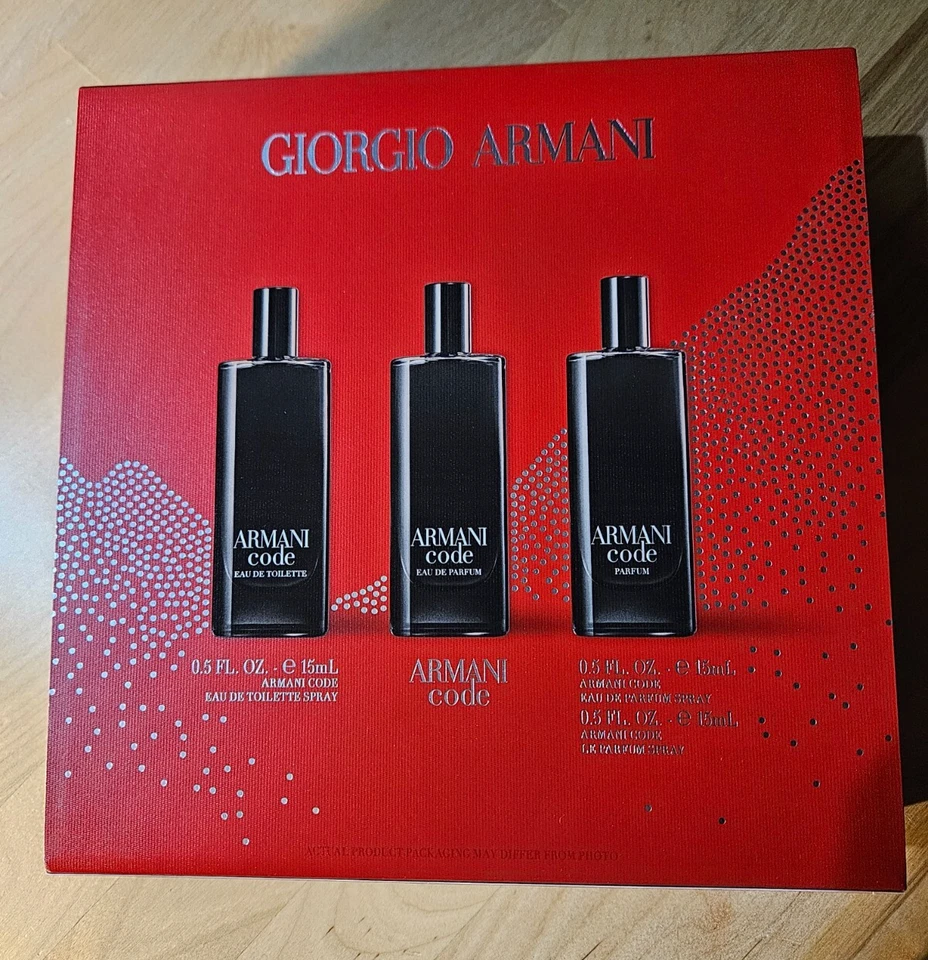 GIORGIO ARMANI
ARMANI
code
EAU DE TOILETTE
ARMANI
code
EAU DE PARFUM
ARMANI
code
PARFUM
0.5 FL. OZ. - e 15mL
ARMANI CODE
EAU DE TOILETTE SPRAY
ARMANI
code
0.5 FL. OZ. - e 15mL
ARMANI CODE
EAU DE PARFUM SPRAY
0.5 FL. OZ. - e 15mL
ARMANI CODE
LE PARFUM SPRAY
ACTUAL PRODUCT PACKAGING MAY DIFFER FROM PHOTO